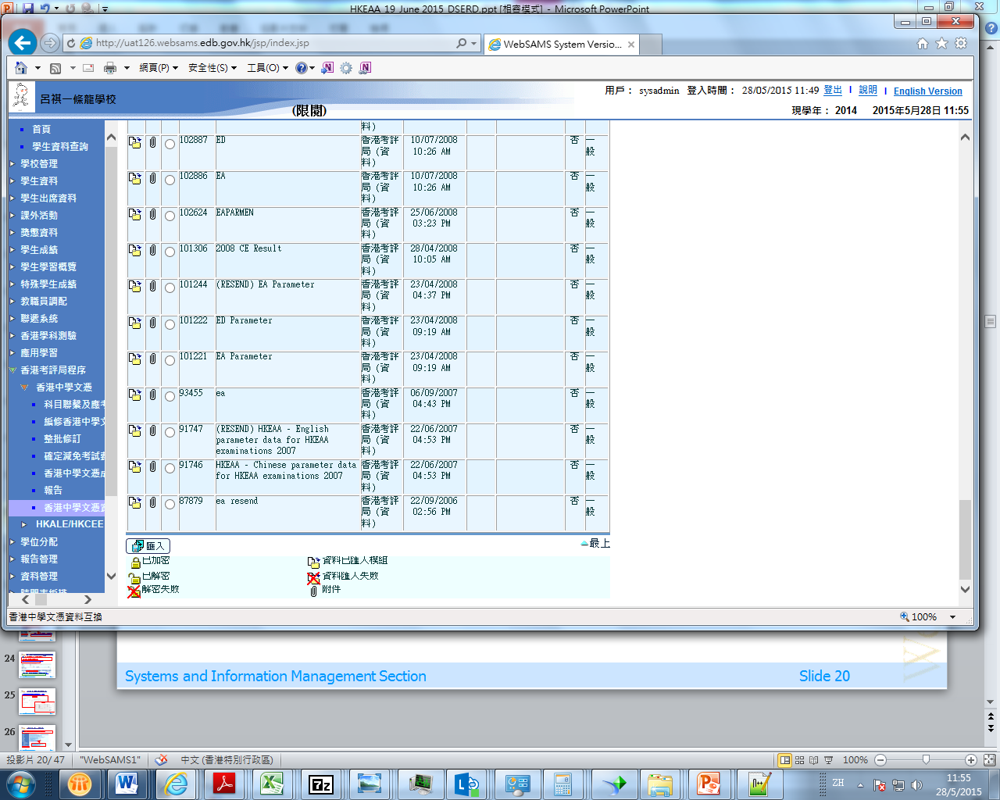 HKEAA_19_June 2015_DSERD.ppt [相容模式] - Microsoft PowerPoint
http://uat126.websams.edb.gov.hk/jsp/index.jsp
WebSAMS System Versio...
網頁(P) 安全性(S) 工具(O)
呂祺一條龍學校
(限閱)
用戶： sysadmin 登入時間： 28/05/2015 11:49 登出 | 說明 | English Version
現學年： 2014 2015年5月28日 11:55
首頁
學生資料查詢
學校管理
學生資料
學生出席資料
課外活動
獎懲資料
學生成績
學生學習概覽
特殊學生成績
教職員調配
聯遞系統
香港學科測驗
應用學習
香港考評局程序
香港中學文憑
科目聯繫及應考
編修香港中學文
整批修訂
確定減免考試費
香港中學文憑成
報告
香港中學文憑資
HKALE/HKCEE
學位分配
報告管理
資料管理
料)
102887 ED 香港考評 10/07/2008 否 一
局 (資 10:26 AM 般
料)
102886 EA 香港考評 10/07/2008 否 一
局 (資 10:26 AM 般
料)
102624 EAPARMEN 香港考評 25/06/2008 否 一
局 (資 03:23 PM 般
料)
101306 2008 CE Result 香港考評 28/04/2008 否 一
局 (資 10:05 AM 般
料)
101244 (RESEND) EA Parameter 香港考評 23/04/2008 否 一
局 (資 04:37 PM 般
料)
101222 ED Parameter 香港考評 23/04/2008 否 一
局 (資 09:19 AM 般
料)
101221 EA Parameter 香港考評 23/04/2008 否 一
局 (資 09:19 AM 般
料)
93455 ea 香港考評 06/09/2007 否 一
局 (資 04:43 PM 般
料)
91747 (RESEND) HKEAA - English 香港考評 22/06/2007 否 一
parameter data for HKEAA 局 (資 04:53 PM 般
examinations 2007 料)
91746 HKEAA - Chinese parameter data 香港考評 22/06/2007 否 一
for HKEAA examinations 2007 局 (資 04:53 PM 般
料)
87879 ea resend 香港考評 22/09/2006 否 一
局 (資 02:56 PM 般
料)
匯入 最上
已加密 資料已匯入模組
已解密 資料匯入失敗
解密失敗 附件
香港中學文憑資料互換 100%
24
25
26
Systems and Information Management Section Slide 20
投影片 20/ 47 "WebSAMS1" 中文 (香港特別行政區) 100%
ZH 11:55
28/5/2015